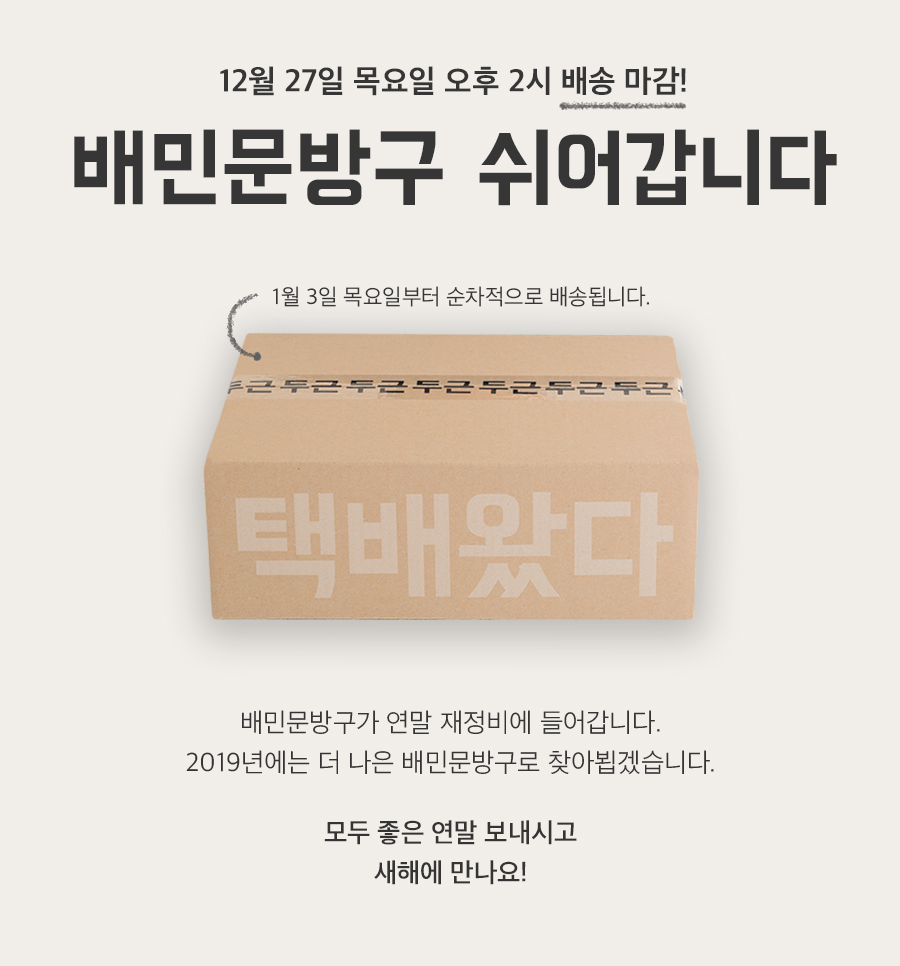 12월 27일 목요일 오후 2시 배송 마감!
배민문방구 쉬어갑니다
1월 3일 목요일부터 순차적으로 배송됩니다.
두근두근두근두근두근두근두근
택배왔다
배민문방구가 연말 재정비에 들어갑니다.
2019년에는 더 나은 배민문방구로 찾아뵙겠습니다.
모두 좋은 연말 보내시고
새해에 만나요!